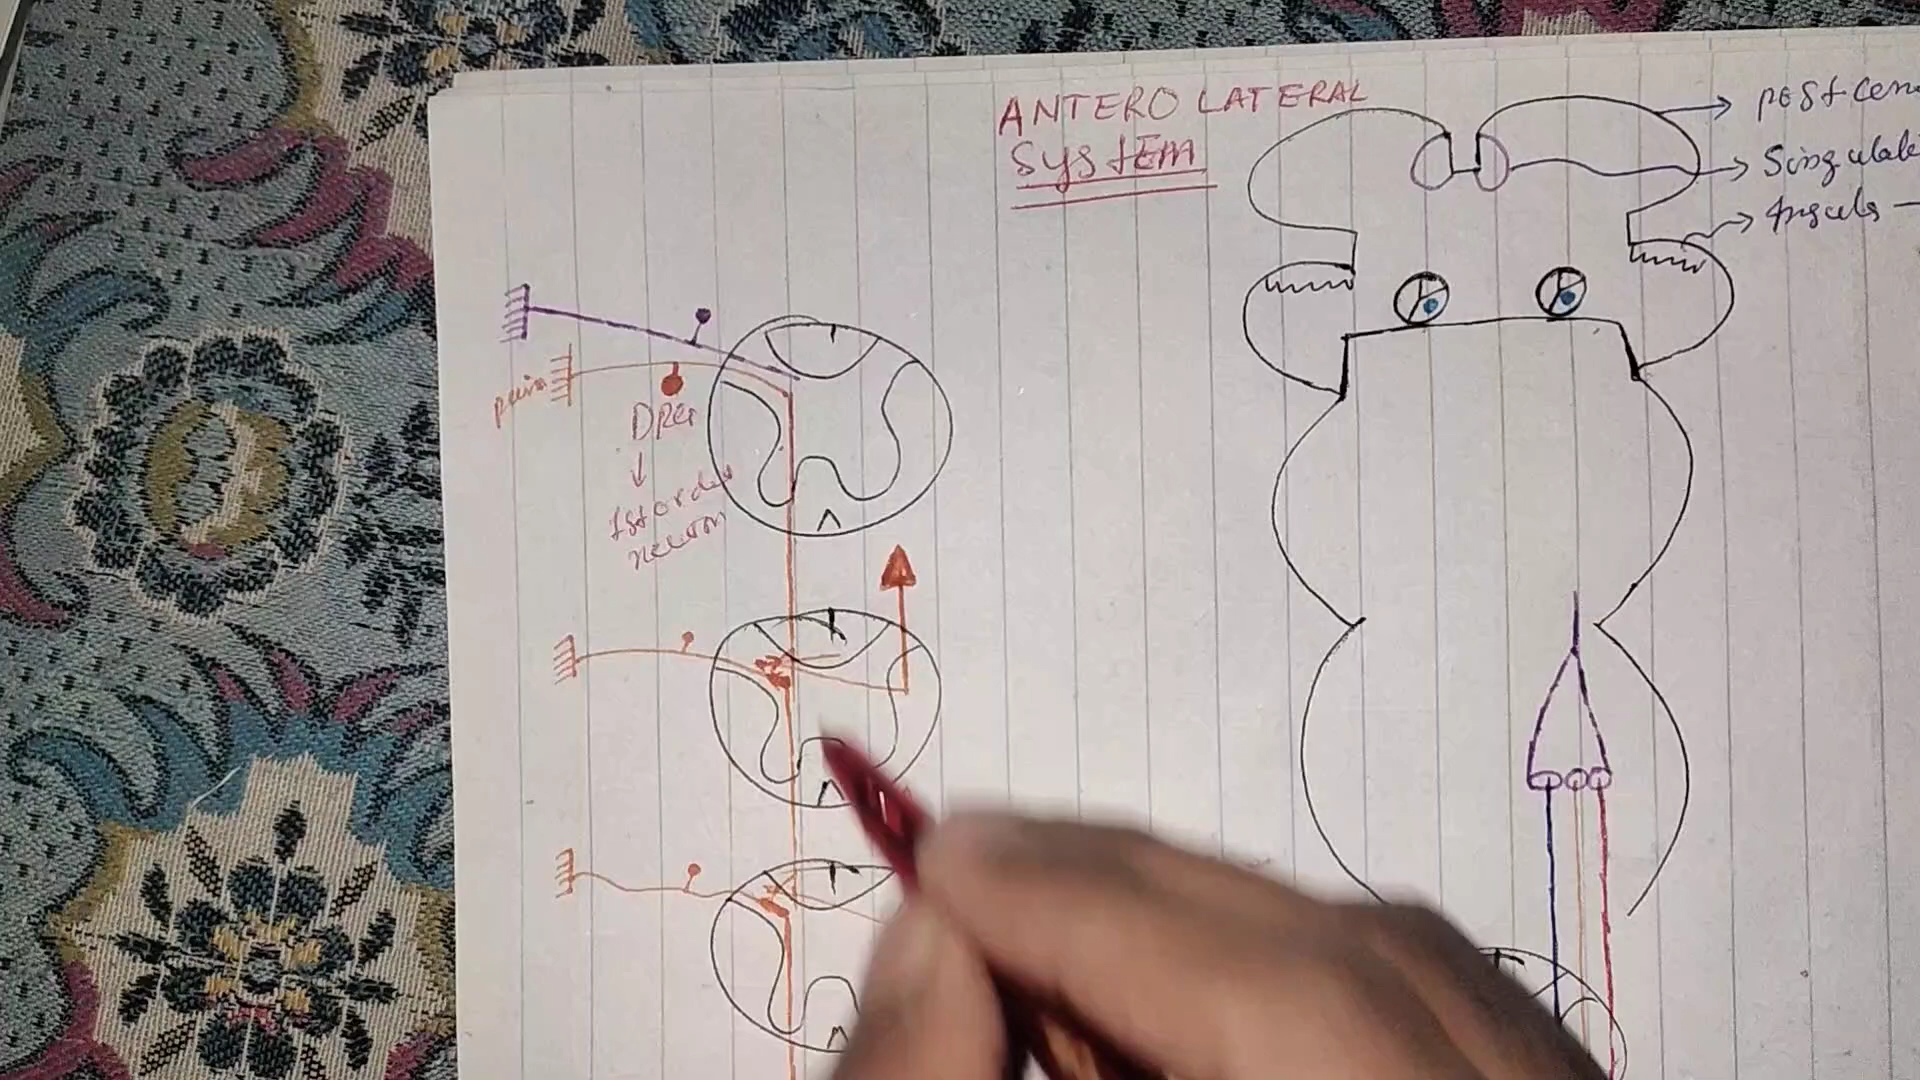 ANTERO LATERAL
SYSTEM
post cen
Singulate
Insula
pain
DRG
↓
1st order
neuron